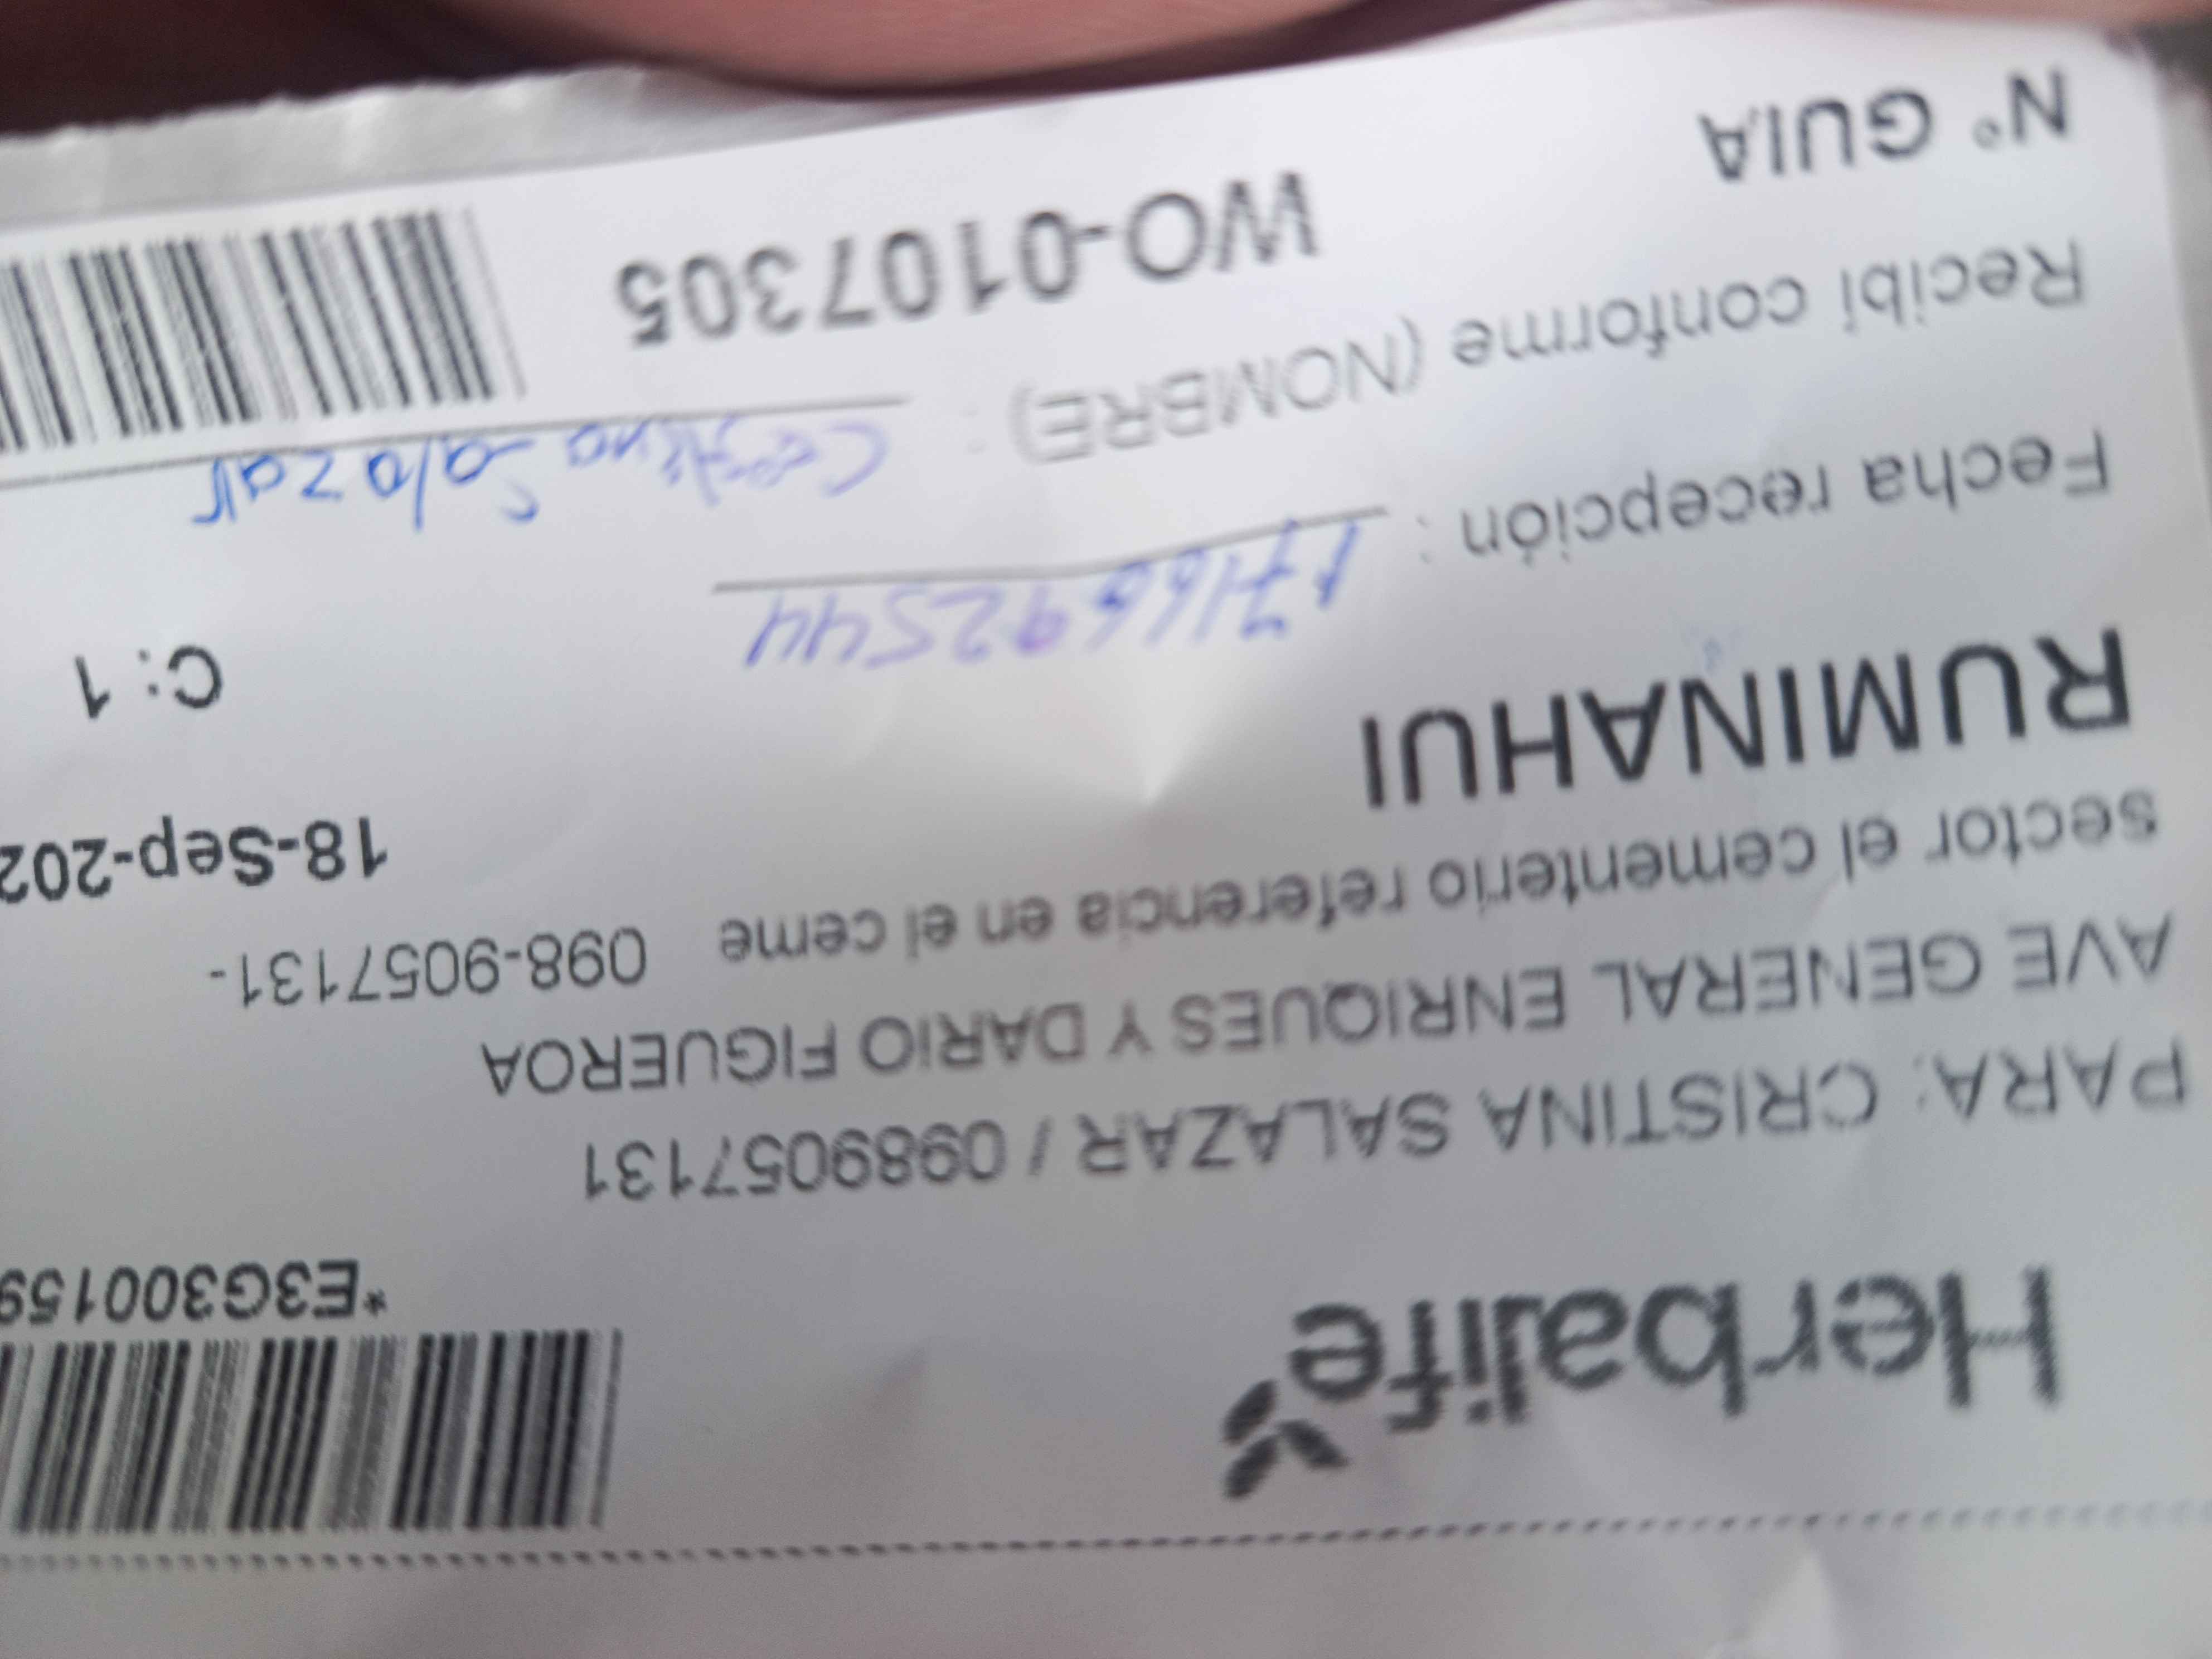 Herbalife
*E3G300159
PARA: CRISTINA SALAZAR / 0989057131
AVE GENERAL ENRIQUES Y DARIO FIGUEROA
sector el cementerio referencia en el ceme 098-9057131-
RUMINAHUI
18-Sep-202
C: 1
Fecha recepción : 1716692544
Recibí conforme (NOMBRE) : Cristina Salazar
N° GUIA WO-0107305